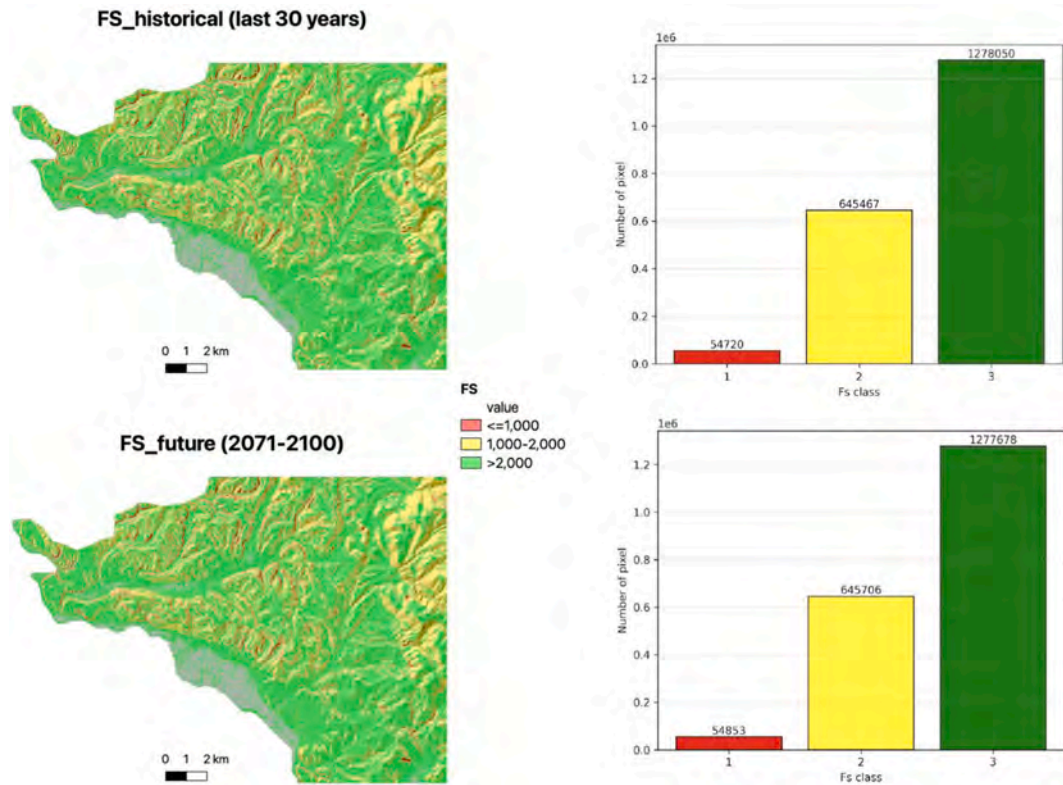 FS_historical (last 30 years)
0 1 2 km
1e6
1278050
645467
54720
1.2
1.0
0.8
0.6
0.4
0.2
0.0
Number of pixel
1 2 3
Fs class
FS
value
<=1,000
1,000-2,000
>2,000
FS_future (2071-2100)
0 1 2 km
1e6
1277678
645706
54853
1.2
1.0
0.8
0.6
0.4
0.2
0.0
Number of pixel
1 2 3
Fs class